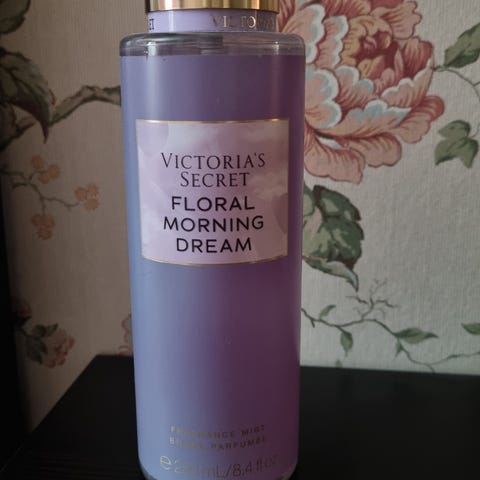 VICTORIA'S
SECRET
FLORAL
MORNING
DREAM
FRAGRANCE MIST
BRUME PARFUMÉE
℮ 250 mL/8.4 fl oz